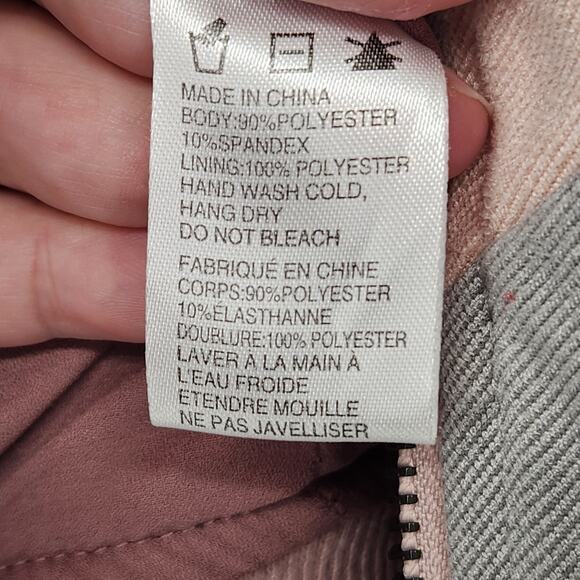 MADE IN CHINA
BODY:90%POLYESTER
10%SPANDEX
LINING:100% POLYESTER
HAND WASH COLD,
HANG DRY
DO NOT BLEACH
FABRIQUÉ EN CHINE
CORPS:90%POLYESTER
10%ÉLASTHANNE
DOUBLURE:100% POLYESTER
LAVER À LA MAIN À
L'EAU FROIDE
ETENDRE MOUILLE
NE PAS JAVELLISER